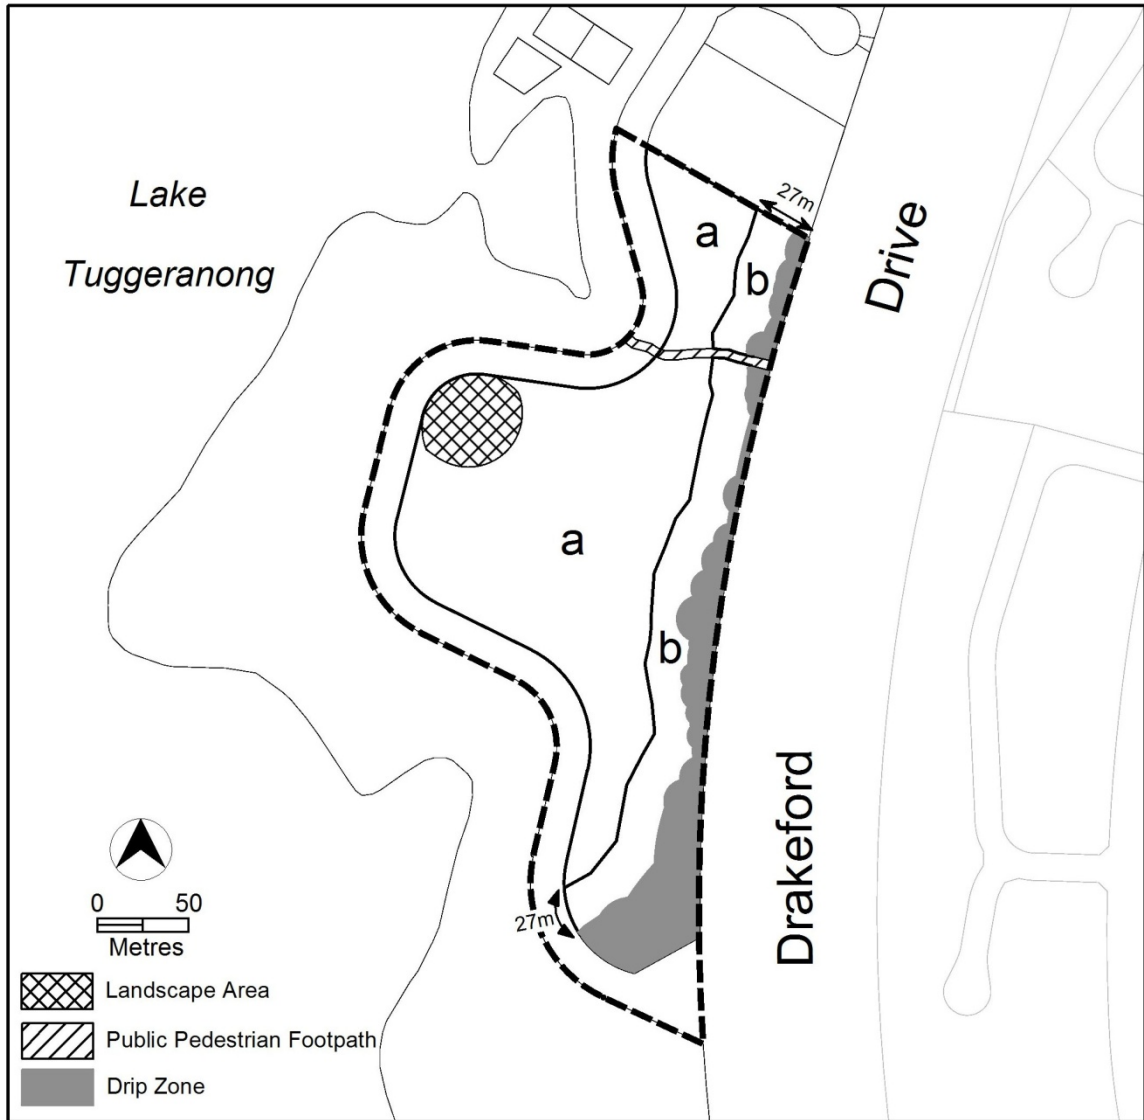 Lake
Tuggeranong
27m
a
b
Drive
a
b
Drakeford
27m
0 50
Metres
Landscape Area
Public Pedestrian Footpath
Drip Zone